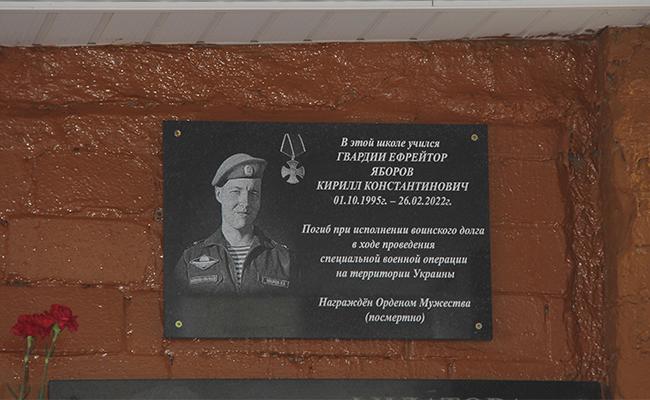 В этой школе учился
ГВАРДИИ ЕФРЕЙТОР
ЯБОРОВ
КИРИЛЛ КОНСТАНТИНОВИЧ
01.10.1995г. – 26.02.2022г.
Погиб при исполнении воинского долга
в ходе проведения
специальной военной операции
на территории Украины
Награждён Орденом Мужества
(посмертно)